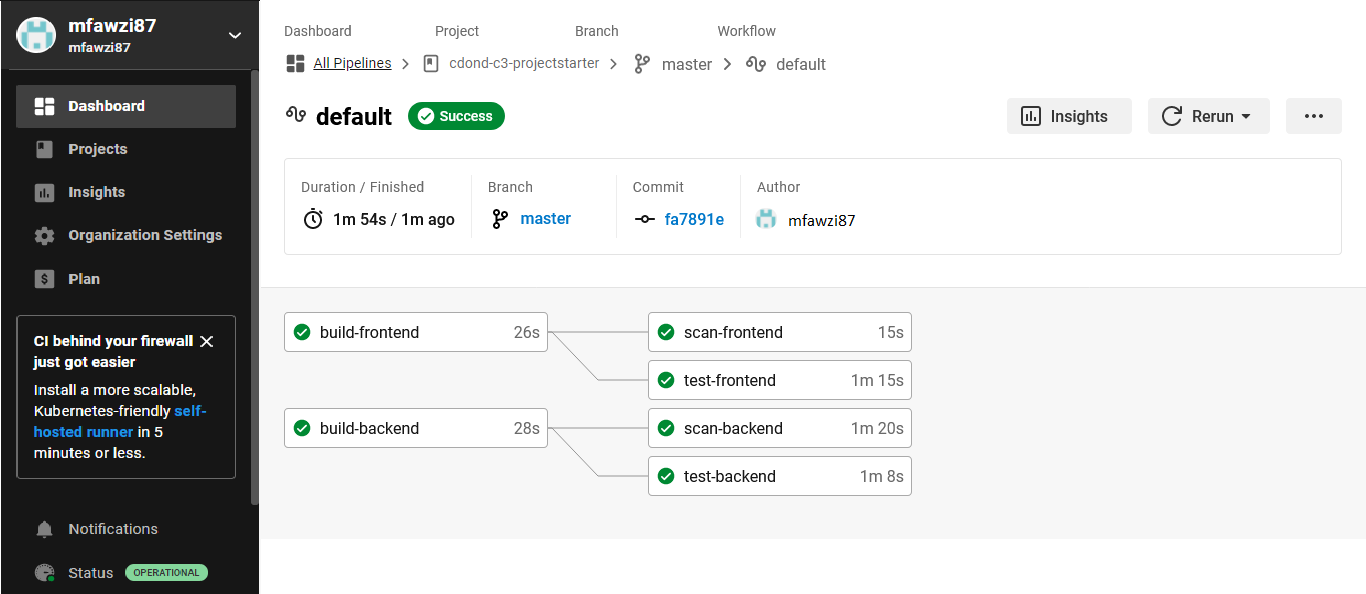 mfawzi87
mfawzi87
Dashboard
Projects
Insights
Organization Settings
$ Plan
CI behind your firewall
just got easier
Install a more scalable,
Kubernetes-friendly self-
hosted runner in 5
minutes or less.
Notifications
Status OPERATIONAL
Dashboard Project Branch Workflow
All Pipelines cdond-c3-projectstarter master default
default Success Insights Rerun ...
Duration / Finished Branch Commit Author
1m 54s / 1m ago master fa7891e mfawzi87
build-frontend 26s scan-frontend 15s
test-frontend 1m 15s
build-backend 28s scan-backend 1m 20s
test-backend 1m 8s